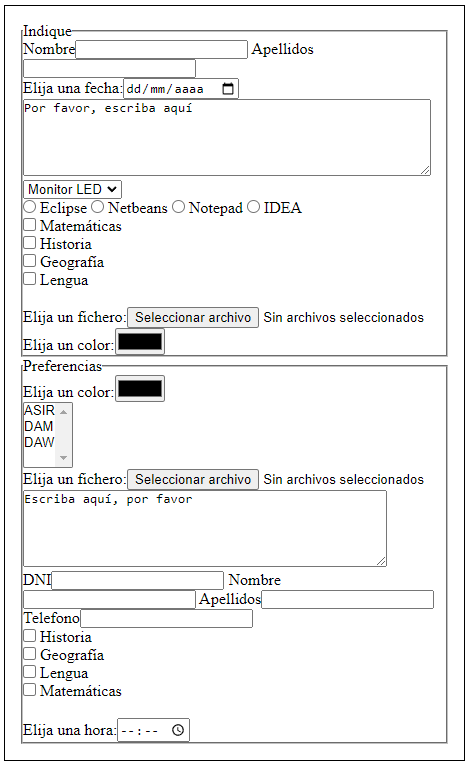 Indique
Nombre Apellidos
Elija una fecha: dd/mm/aaaa
Por favor, escriba aquí
Monitor LED
Eclipse Netbeans Notepad IDEA
Matemáticas
Historia
Geografía
Lengua
Elija un fichero: Seleccionar archivo Sin archivos seleccionados
Elija un color:
Preferencias
Elija un color:
ASIR
DAM
DAW
Elija un fichero: Seleccionar archivo Sin archivos seleccionados
Escriba aquí, por favor
DNI Nombre
Apellidos
Telefono
Historia
Geografía
Lengua
Matemáticas
Elija una hora: --:--